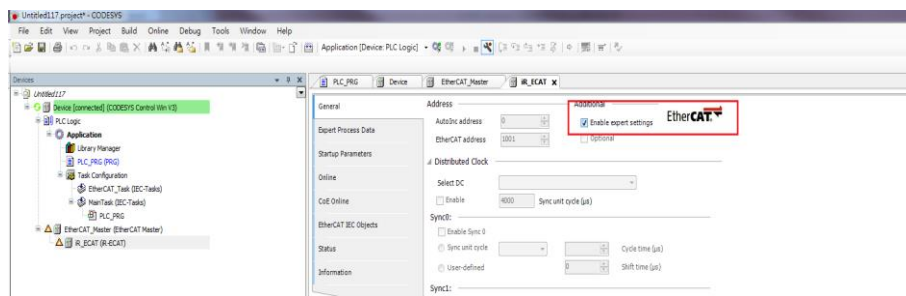 Untitled117.project* - CODESYS
File Edit View Project Build Online Debug Tools Window Help
Application [Device: PLC Logic]
Devices
Untitled117
Device [connected] (CODESYS Control Win V3)
PLC Logic
Application
Library Manager
PLC_PRG (PRG)
Task Configuration
EtherCAT_Task (IEC-Tasks)
MainTask (IEC-Tasks)
PLC_PRG
EtherCAT_Master (EtherCAT Master)
iR_ECAT (iR-ECAT)
PLC_PRG Device EtherCAT_Master iR_ECAT x
General
Expert Process Data
Startup Parameters
Online
CoE Online
EtherCAT IEC Objects
Status
Information
Address
AutoInc address 0
EtherCAT address 1001
Additional
Enable expert settings
Optional
EtherCAT
Distributed Clock
Select DC
Enable 4000 Sync unit cycle (µs)
Sync0:
Enable Sync 0
Sync unit cycle Cycle time (µs)
User-defined 0 Shift time (µs)
Sync1: